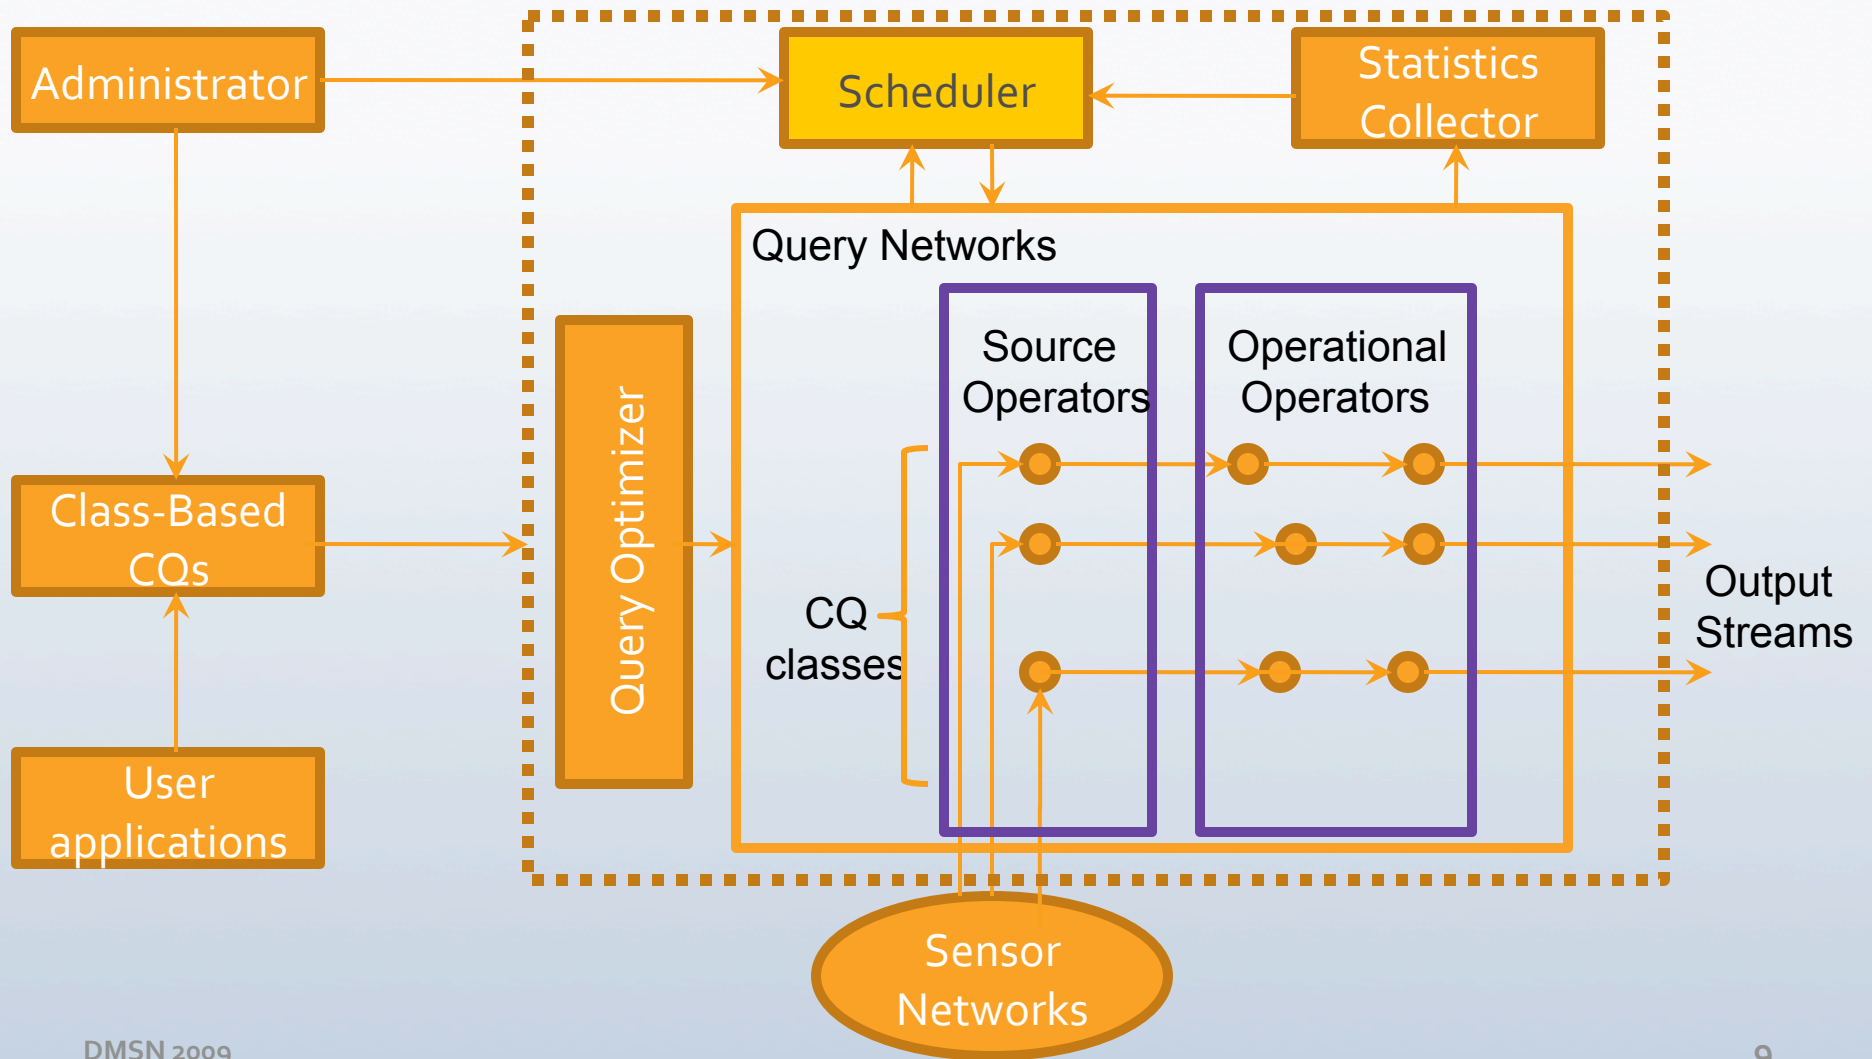 Administrator
Scheduler
Statistics
Collector
Query Networks
Source
Operators
Operational
Operators
Query Optimizer
Class-Based
CQs
CQ
classes
Output
Streams
User
applications
Sensor
Networks
DMSN 2009
9